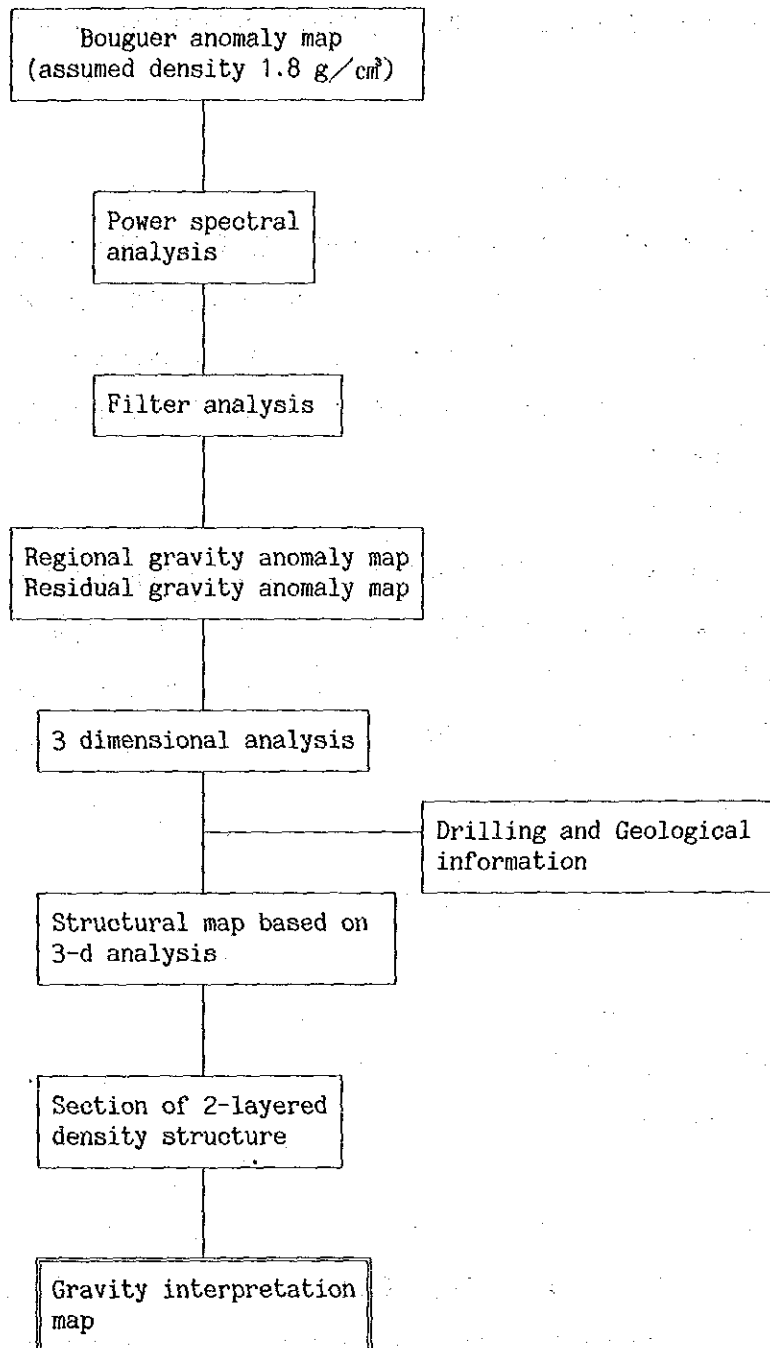 Bouguer anomaly map
(assumed density 1.8 g/cm³)
Power spectral
analysis
Filter analysis
Regional gravity anomaly map
Residual gravity anomaly map
3 dimensional analysis
Drilling and Geological
information
Structural map based on
3-d analysis
Section of 2-layered
density structure
Gravity interpretation
map